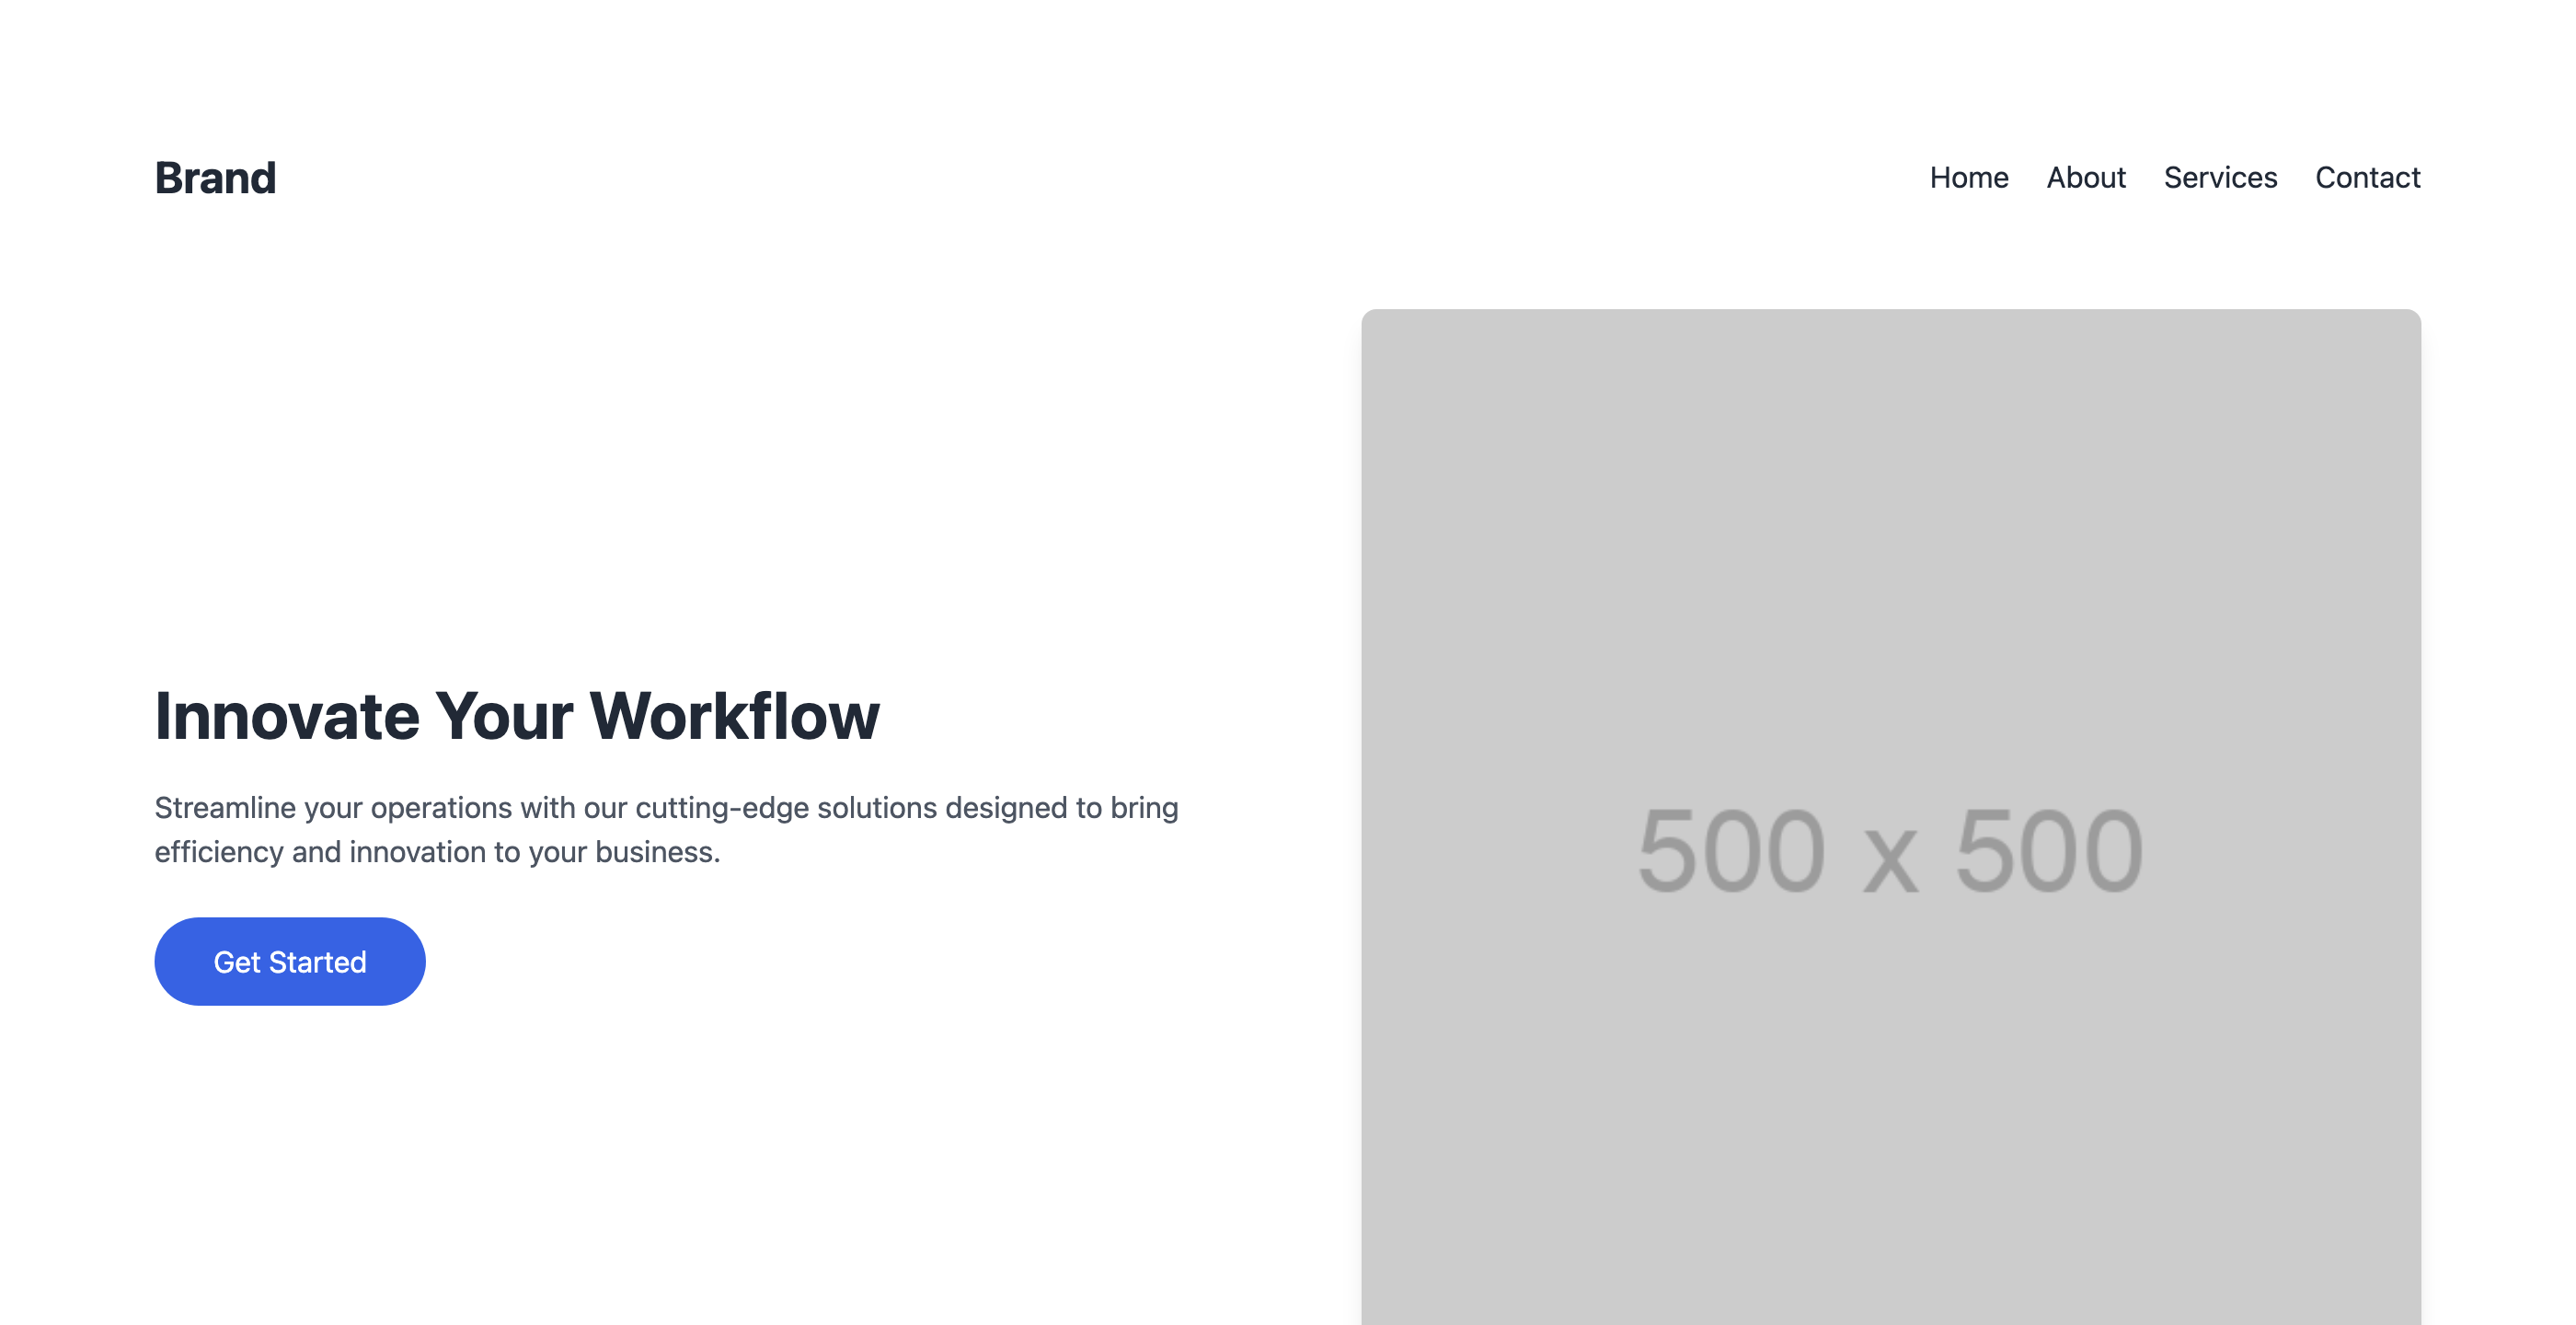 Brand
Home About Services Contact
Innovate Your Workflow
Streamline your operations with our cutting-edge solutions designed to bring
efficiency and innovation to your business.
Get Started
500 x 500